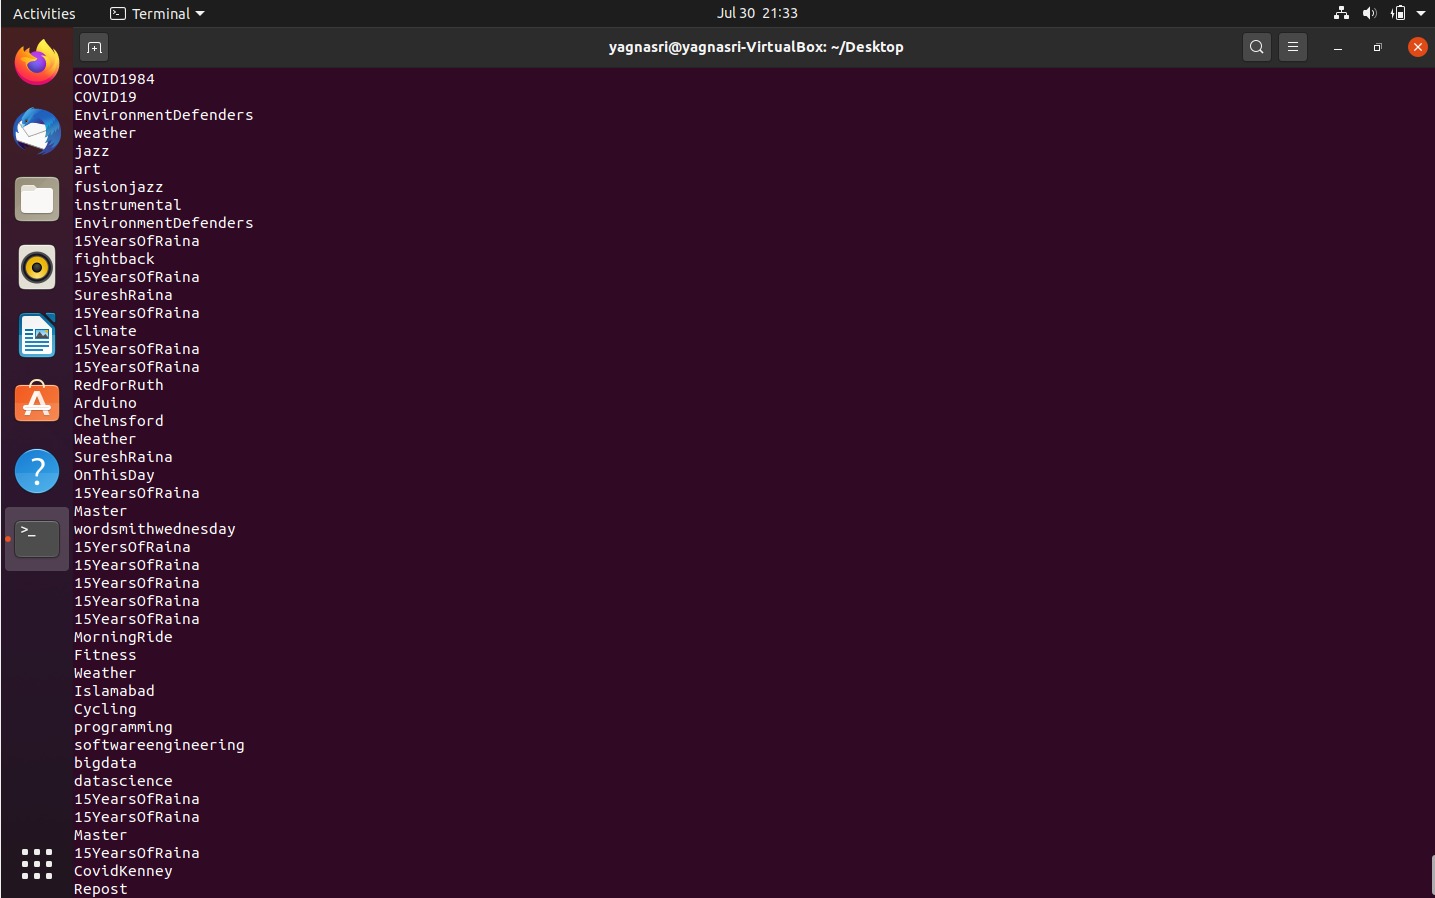 Activities Terminal Jul 30 21:33
yagnasri@yagnasri-VirtualBox: ~/Desktop
COVID1984
COVID19
EnvironmentDefenders
weather
jazz
art
fusionjazz
instrumental
EnvironmentDefenders
15YearsOfRaina
fightback
15YearsOfRaina
SureshRaina
15YearsOfRaina
climate
15YearsOfRaina
15YearsOfRaina
RedForRuth
Arduino
Chelmsford
Weather
SureshRaina
OnThisDay
15YearsOfRaina
Master
wordsmithwednesday
15YersOfRaina
15YearsOfRaina
15YearsOfRaina
15YearsOfRaina
15YearsOfRaina
MorningRide
Fitness
Weather
Islamabad
Cycling
programming
softwareengineering
bigdata
datascience
15YearsOfRaina
15YearsOfRaina
Master
15YearsOfRaina
CovidKenney
Repost